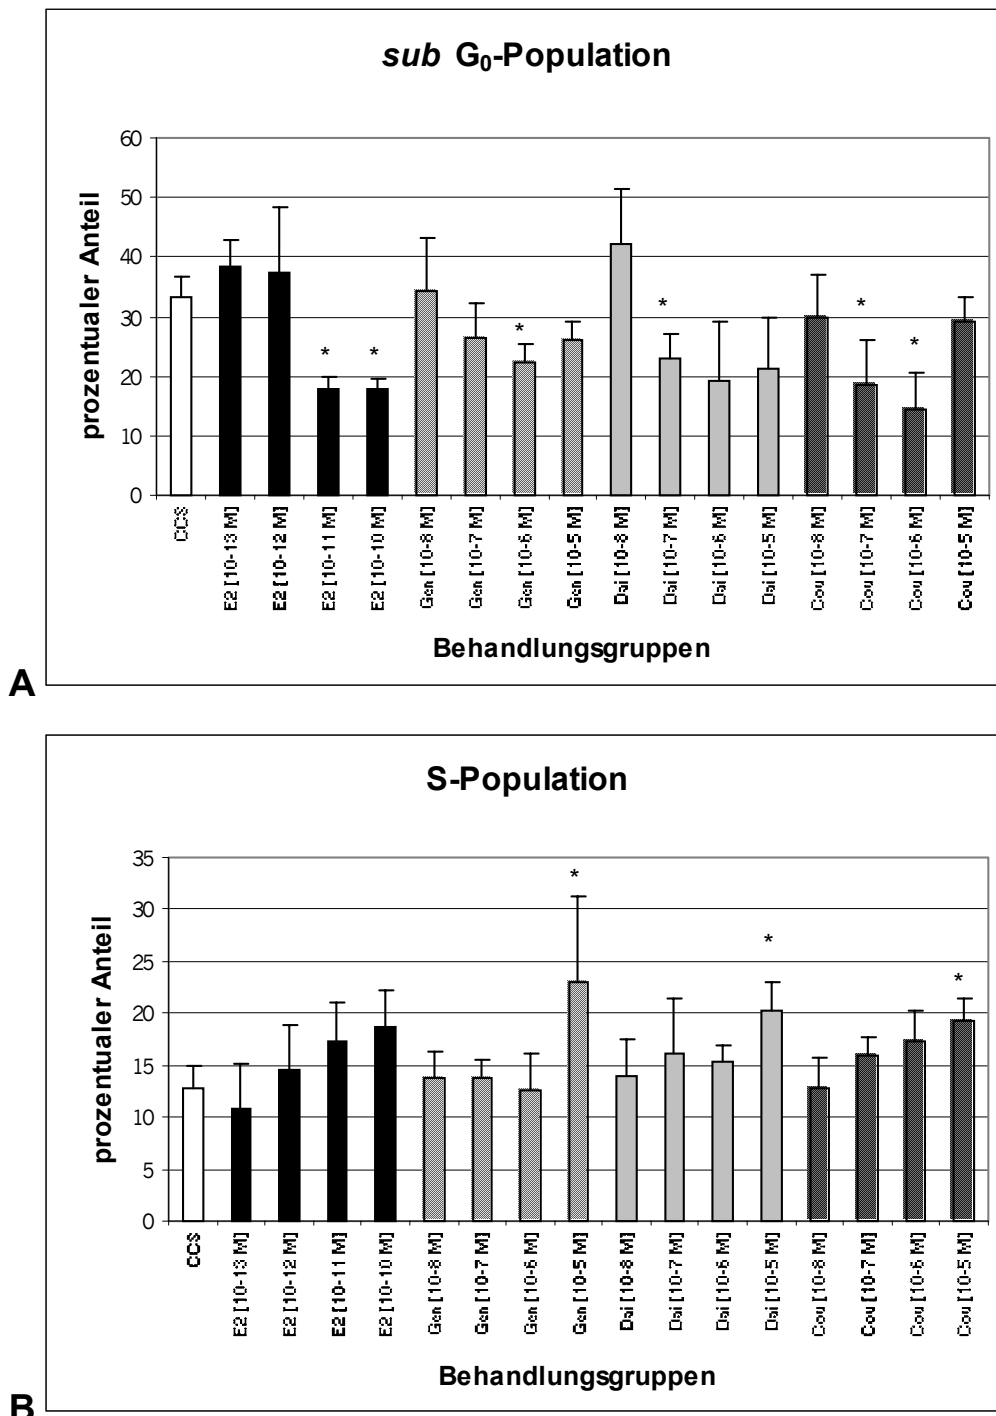 sub G₀-Population
prozentualer Anteil
60
50
40
30
20
10
0
* * * * * *
CCS
E2 [10-13 M]
E2 [10-12 M]
E2 [10-11 M]
E2 [10-10 M]
Gen [10-8 M]
Gen [10-7 M]
Gen [10-6 M]
Gen [10-5 M]
Dai [10-8 M]
Dai [10-7 M]
Dai [10-6 M]
Dai [10-5 M]
Cou [10-8 M]
Cou [10-7 M]
Cou [10-6 M]
Cou [10-5 M]
Behandlungsgruppen
A
S-Population
prozentualer Anteil
35
30
25
20
15
10
5
0
* * *
CCS
E2 [10-13 M]
E2 [10-12 M]
E2 [10-11 M]
E2 [10-10 M]
Gen [10-8 M]
Gen [10-7 M]
Gen [10-6 M]
Gen [10-5 M]
Dai [10-8 M]
Dai [10-7 M]
Dai [10-6 M]
Dai [10-5 M]
Cou [10-8 M]
Cou [10-7 M]
Cou [10-6 M]
Cou [10-5 M]
Behandlungsgruppen
B